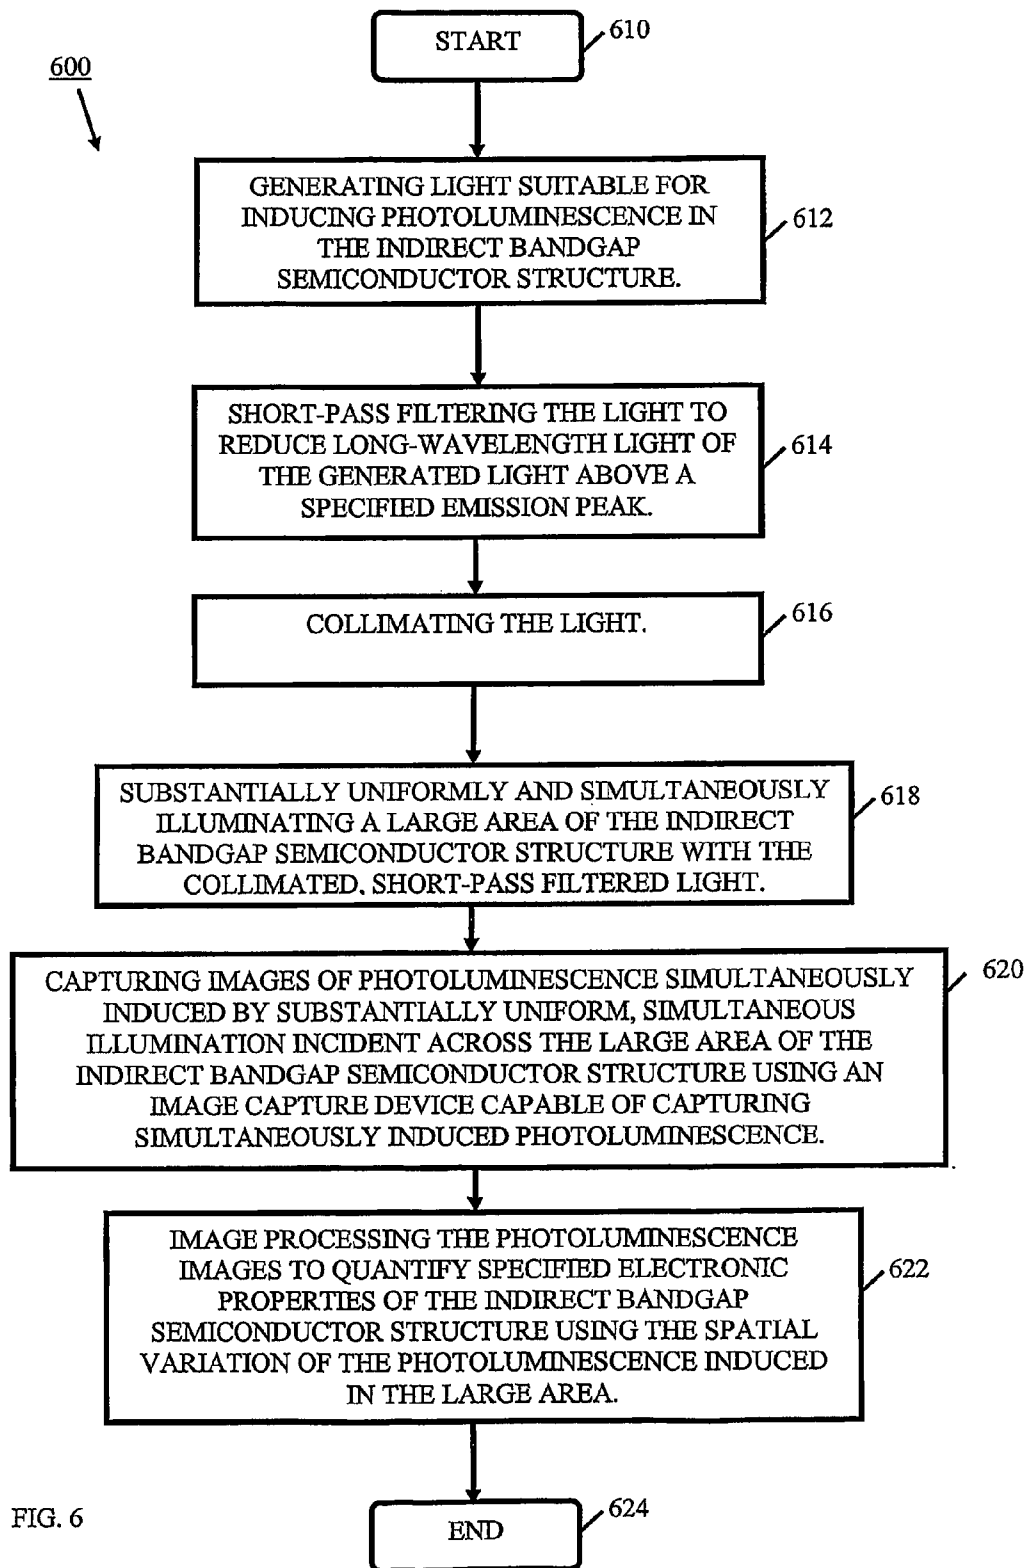 START
610
600
GENERATING LIGHT SUITABLE FOR
INDUCING PHOTOLUMINESCENCE IN
THE INDIRECT BANDGAP
SEMICONDUCTOR STRUCTURE.
612
SHORT-PASS FILTERING THE LIGHT TO
REDUCE LONG-WAVELENGTH LIGHT OF
THE GENERATED LIGHT ABOVE A
SPECIFIED EMISSION PEAK.
614
COLLIMATING THE LIGHT.
616
SUBSTANTIALLY UNIFORMLY AND SIMULTANEOUSLY
ILLUMINATING A LARGE AREA OF THE INDIRECT
BANDGAP SEMICONDUCTOR STRUCTURE WITH THE
COLLIMATED, SHORT-PASS FILTERED LIGHT.
618
CAPTURING IMAGES OF PHOTOLUMINESCENCE SIMULTANEOUSLY
INDUCED BY SUBSTANTIALLY UNIFORM, SIMULTANEOUS
ILLUMINATION INCIDENT ACROSS THE LARGE AREA OF THE
INDIRECT BANDGAP SEMICONDUCTOR STRUCTURE USING AN
IMAGE CAPTURE DEVICE CAPABLE OF CAPTURING
SIMULTANEOUSLY INDUCED PHOTOLUMINESCENCE.
620
IMAGE PROCESSING THE PHOTOLUMINESCENCE
IMAGES TO QUANTIFY SPECIFIED ELECTRONIC
PROPERTIES OF THE INDIRECT BANDGAP
SEMICONDUCTOR STRUCTURE USING THE SPATIAL
VARIATION OF THE PHOTOLUMINESCENCE INDUCED
IN THE LARGE AREA.
622
END
624
FIG. 6